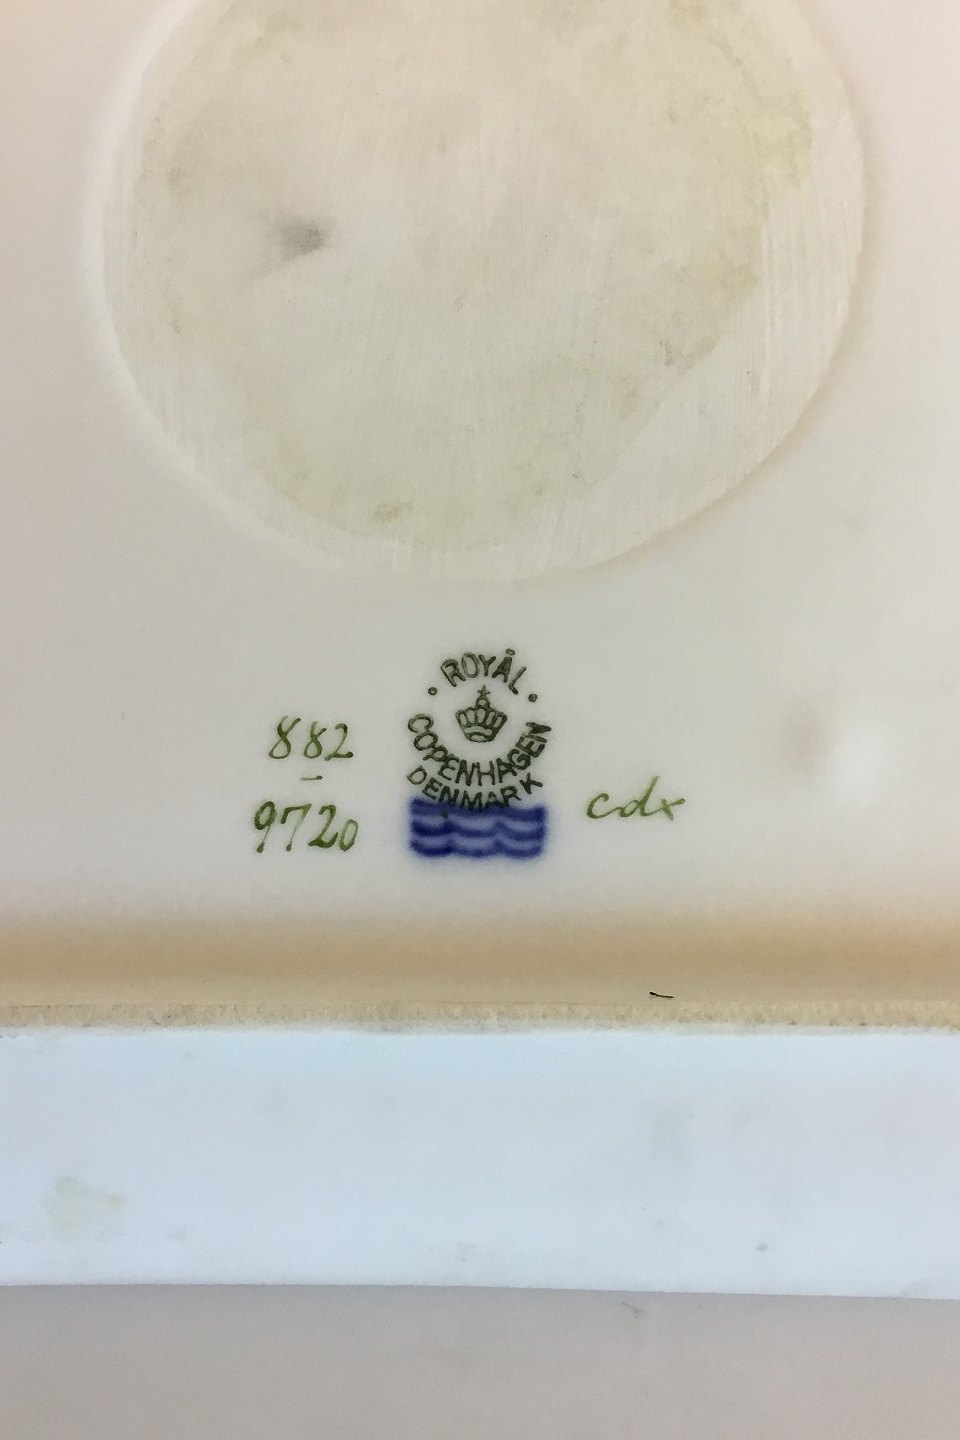 ROYAL
COPENHAGEN
DENMARK
882
9720
cdx